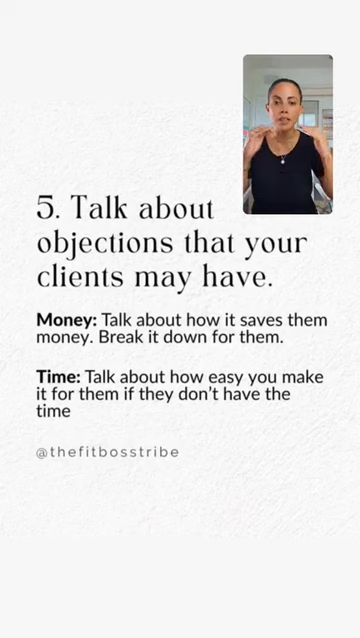 5. Talk about
objections that your
clients may have.
Money: Talk about how it saves them
money. Break it down for them.
Time: Talk about how easy you make
it for them if they don't have the
time
@thefitbosstribe